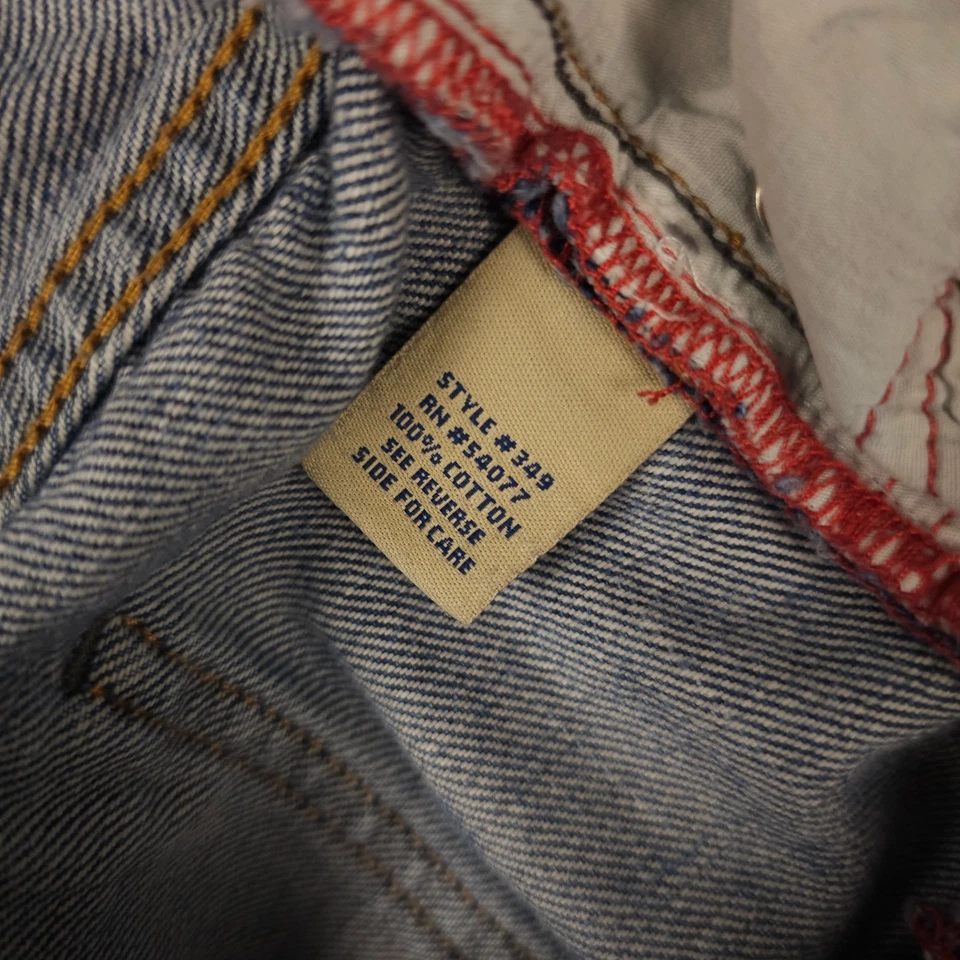 STYLE #349
RN #54077
100% COTTON
SEE REVERSE
SIDE FOR CARE